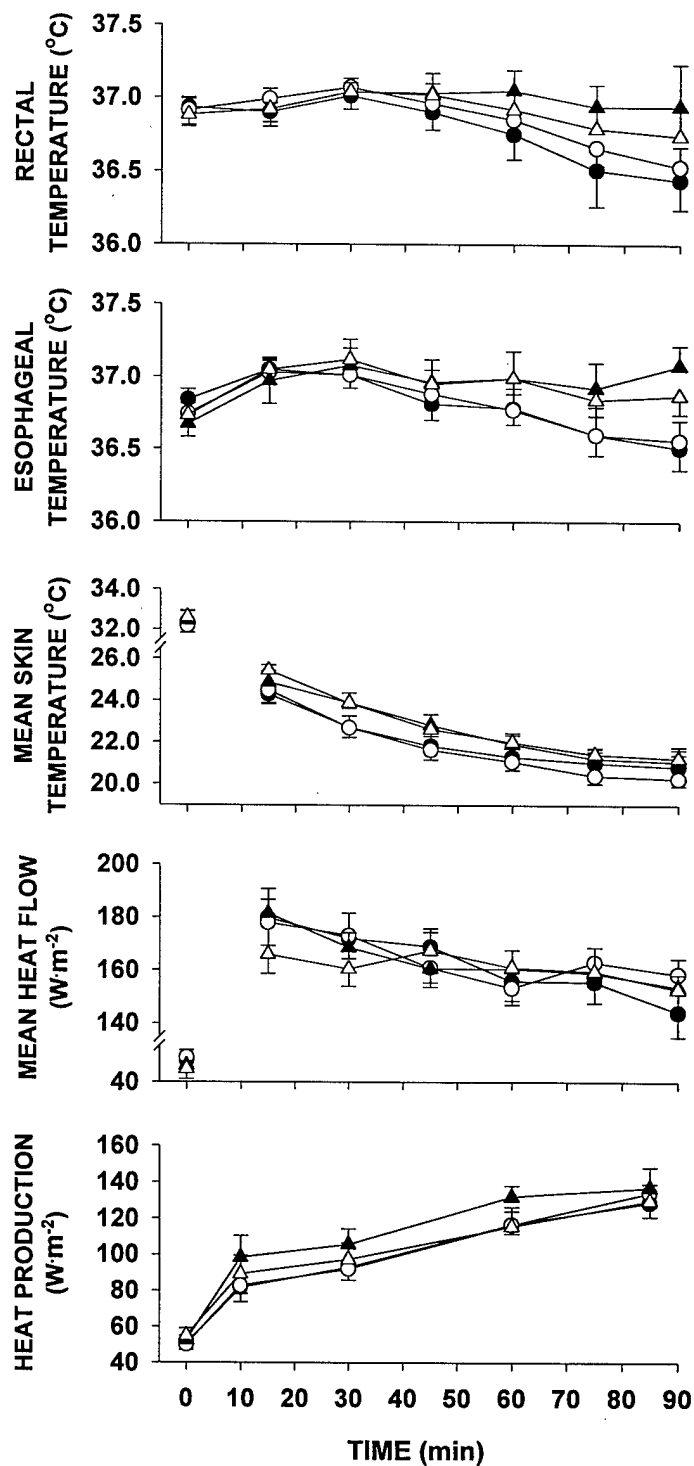 RECTAL
TEMPERATURE (°C)
37.5
37.0
36.5
36.0
ESOPHAGEAL
TEMPERATURE (°C)
37.5
37.0
36.5
36.0
MEAN SKIN
TEMPERATURE (°C)
34.0
32.0
26.0
24.0
22.0
20.0
MEAN HEAT FLOW
(W·m-2)
200
180
160
140
40
HEAT PRODUCTION
(W·m-2)
160
140
120
100
80
60
40
0 10 20 30 40 50 60 70 80 90
TIME (min)